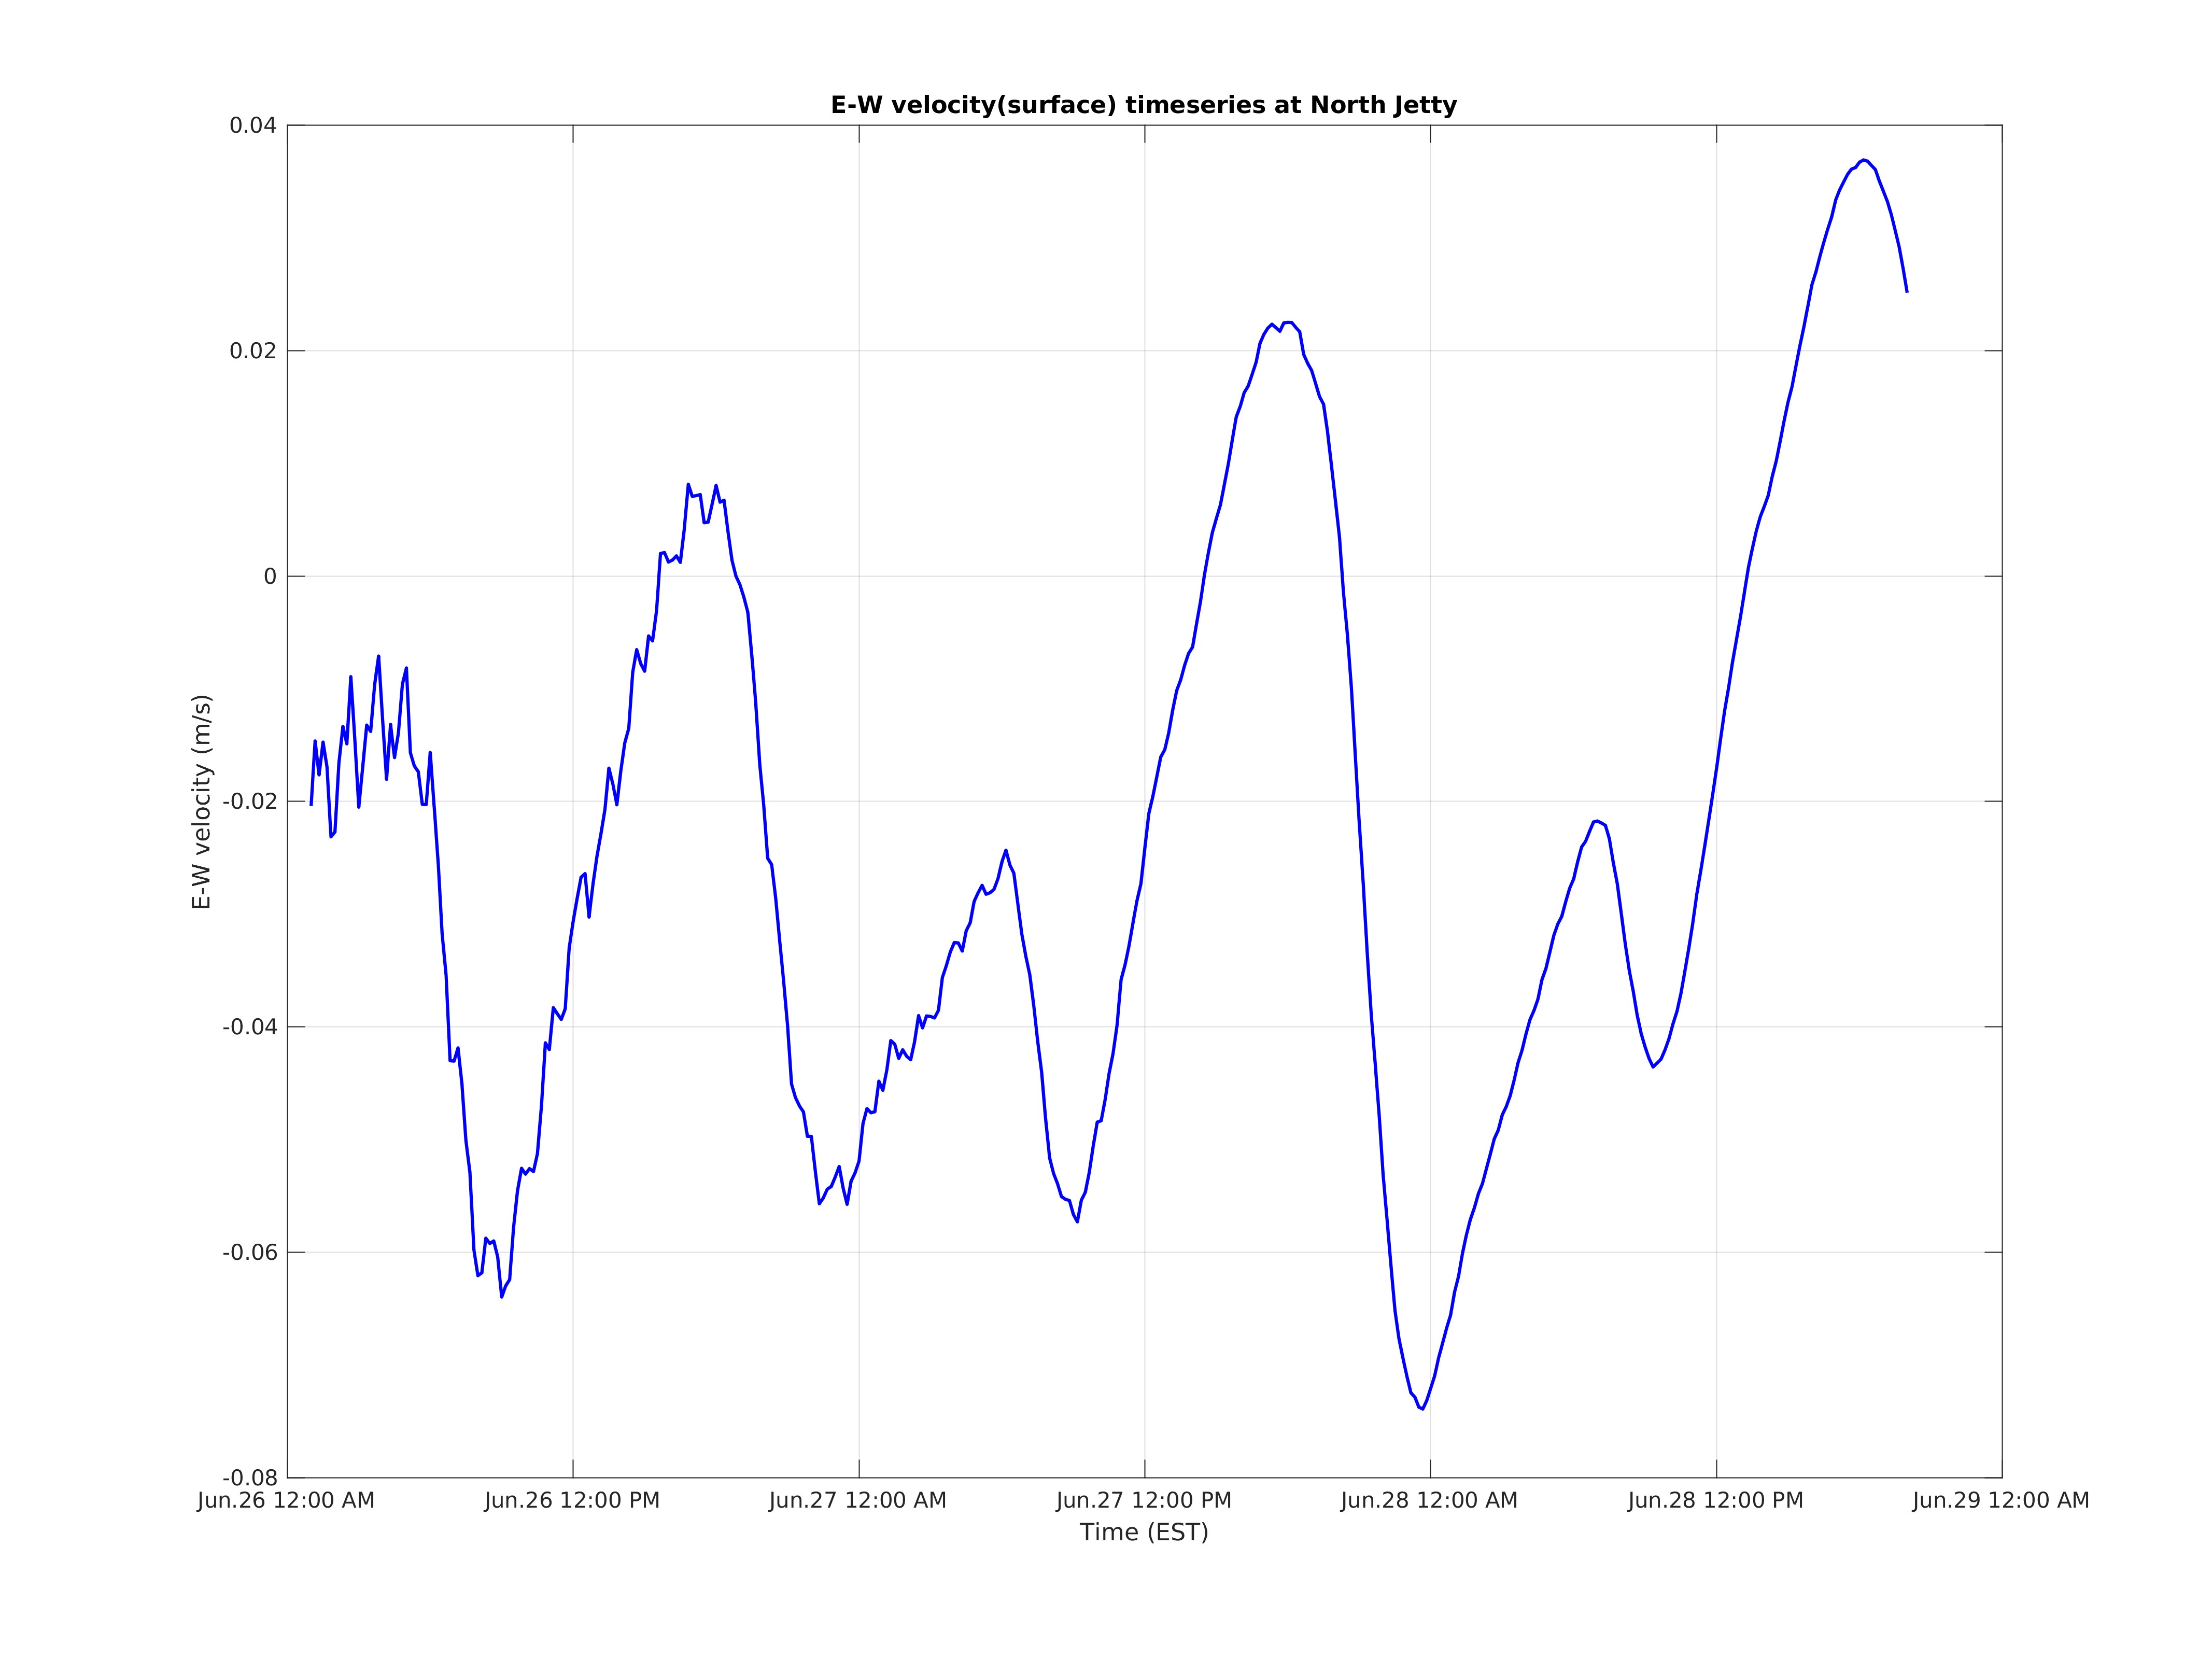 E-W velocity(surface) timeseries at North Jetty
0.04
0.02
0
-0.02
-0.04
-0.06
-0.08
E-W velocity (m/s)
Jun.26 12:00 AM
Jun.26 12:00 PM
Jun.27 12:00 AM
Jun.27 12:00 PM
Jun.28 12:00 AM
Jun.28 12:00 PM
Jun.29 12:00 AM
Time (EST)